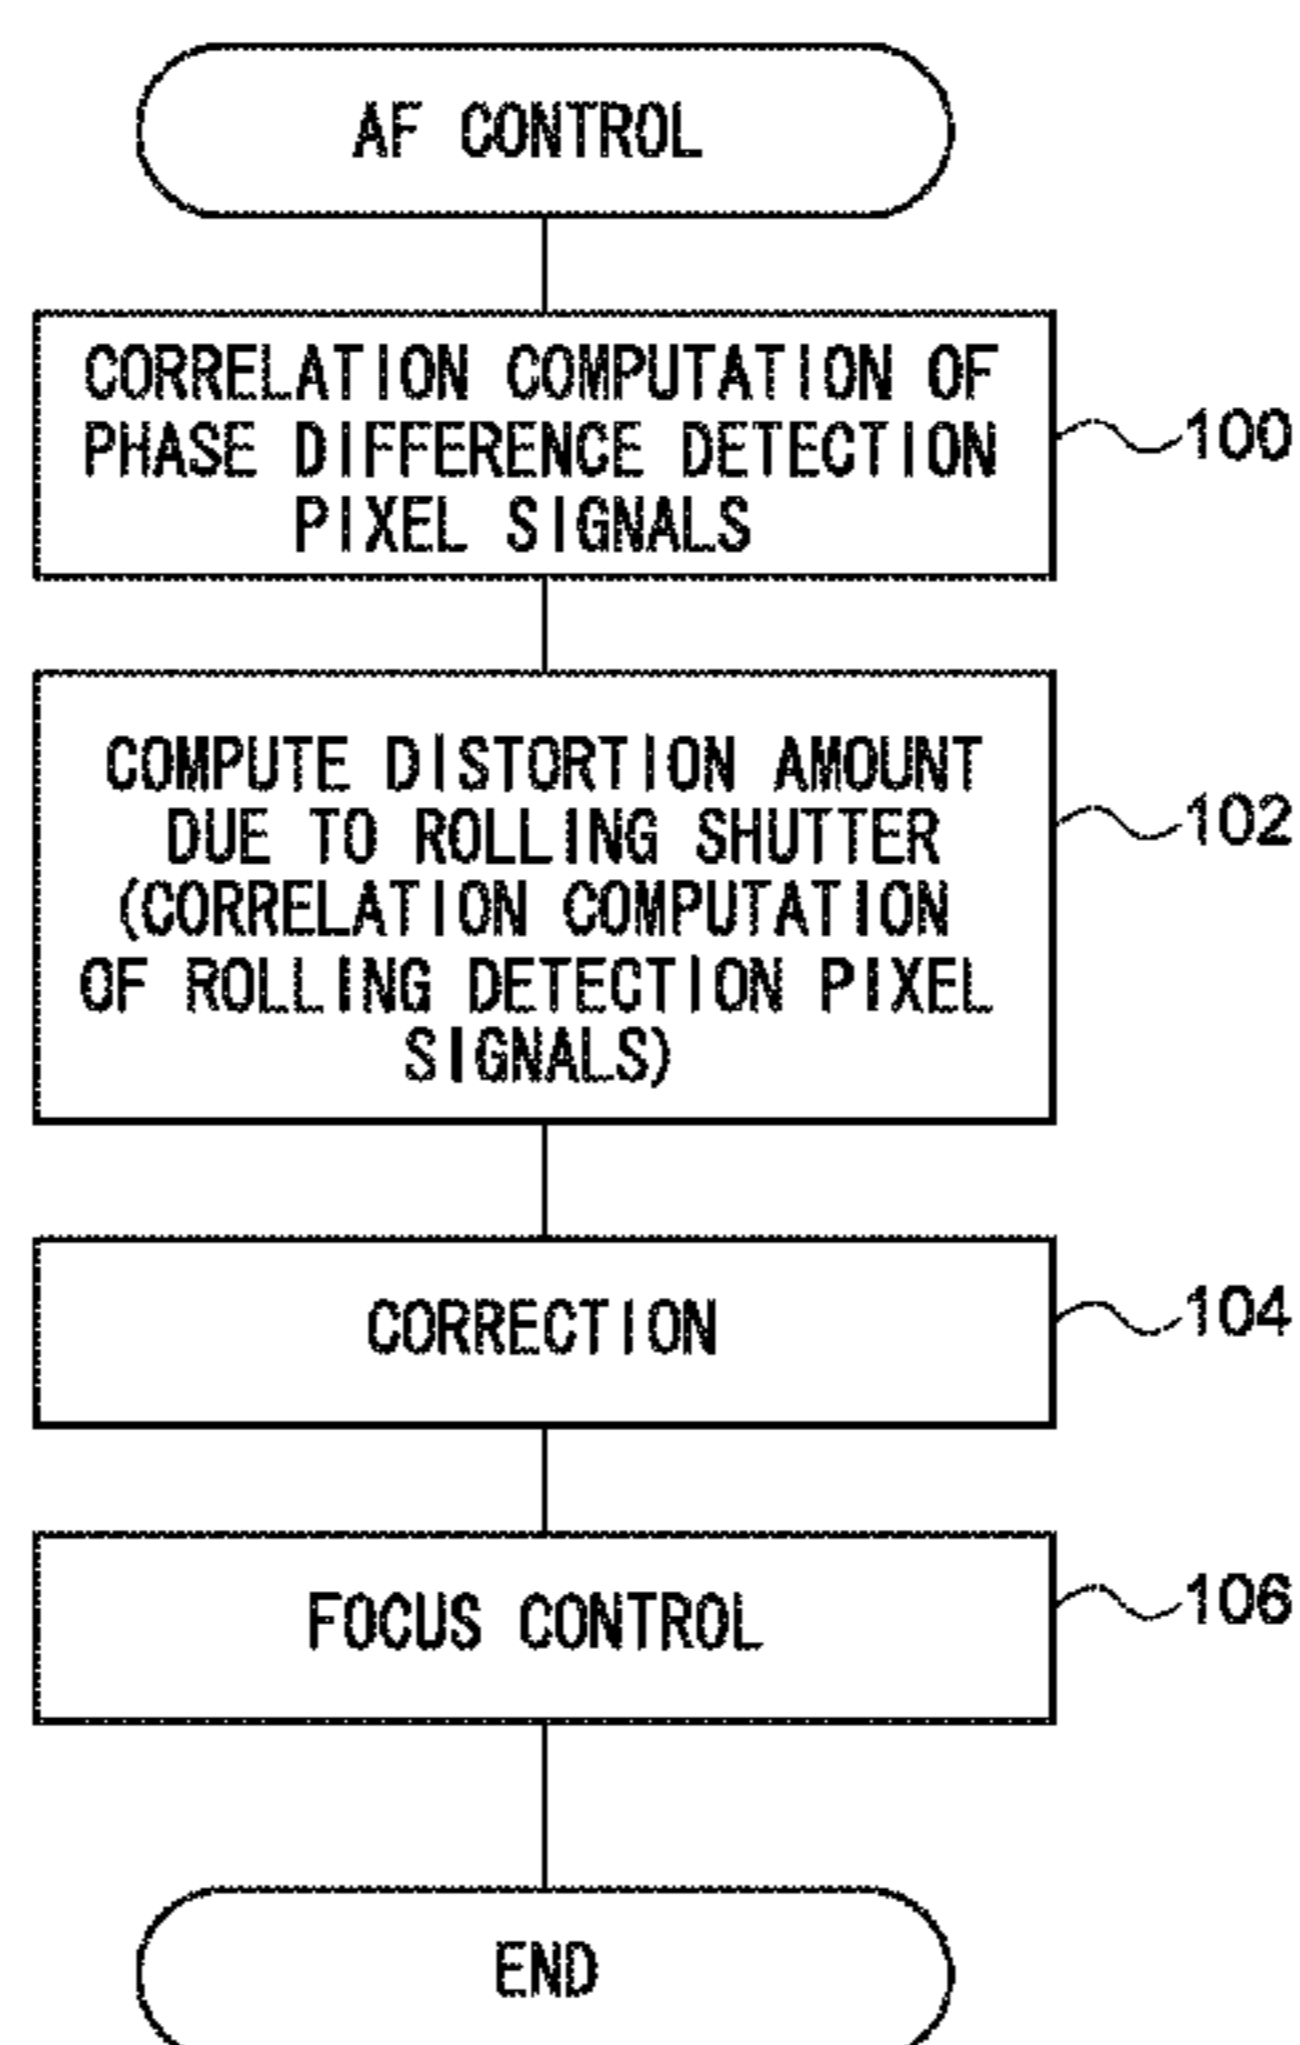 AF CONTROL
CORRELATION COMPUTATION OF
PHASE DIFFERENCE DETECTION
PIXEL SIGNALS
100
COMPUTE DISTORTION AMOUNT
DUE TO ROLLING SHUTTER
(CORRELATION COMPUTATION
OF ROLLING DETECTION PIXEL
SIGNALS)
102
CORRECTION
104
FOCUS CONTROL
106
END